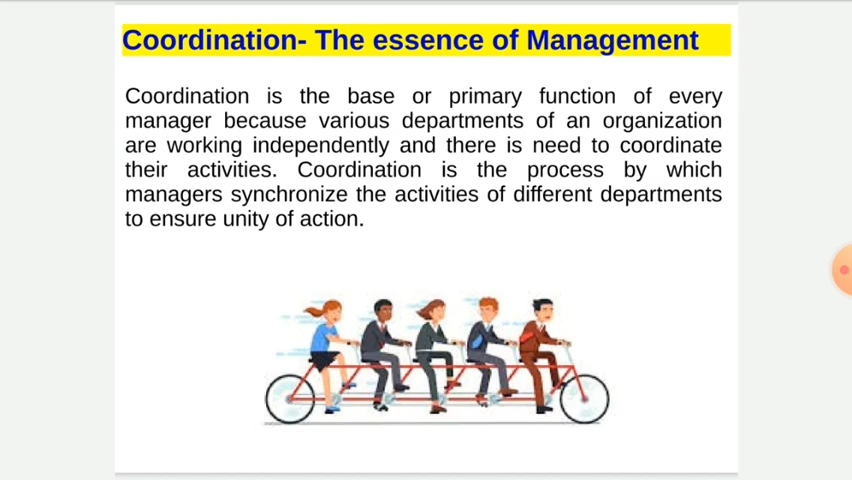 Coordination- The essence of Management
Coordination is the base or primary function of every
manager because various departments of an organization
are working independently and there is need to coordinate
their activities. Coordination is the process by which
managers synchronize the activities of different departments
to ensure unity of action.